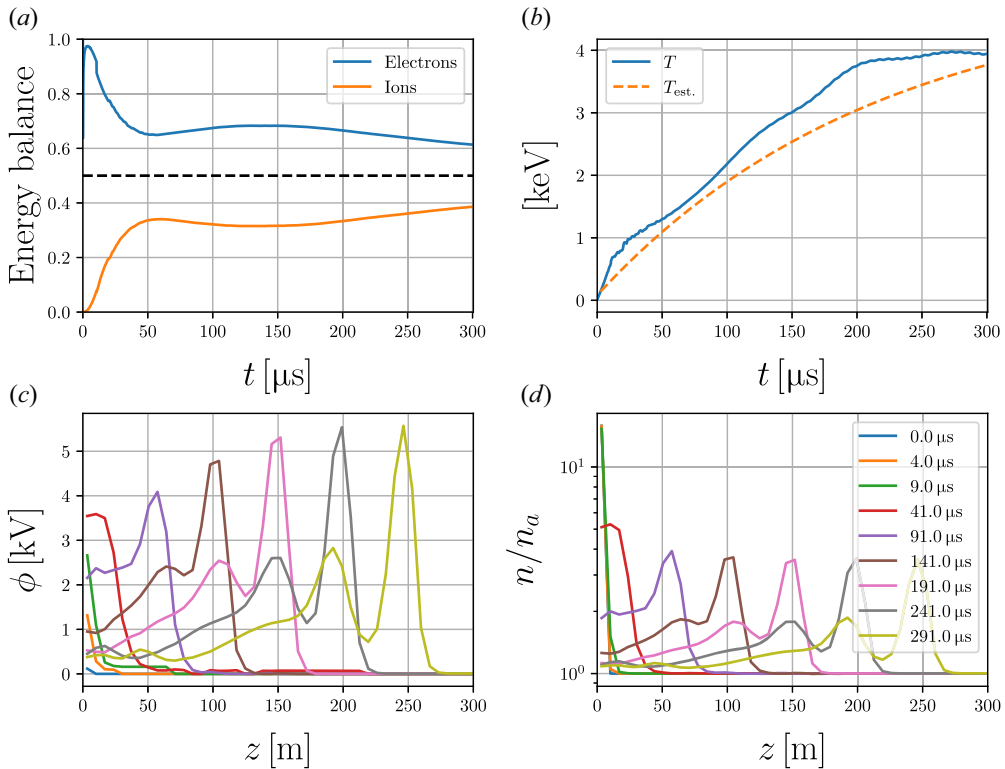 (a)
Energy balance
1.0
0.8
0.6
0.4
0.2
0.0
Electrons
Ions
0 50 100 150 200 250 300
t [μs]
(b)
[keV]
4
3
2
1
0
T
T_est.
0 50 100 150 200 250 300
t [μs]
(c)
ϕ [kV]
5
4
3
2
1
0
0 50 100 150 200 250 300
z [m]
(d)
n/n_a
10¹
10⁰
0.0 μs
4.0 μs
9.0 μs
41.0 μs
91.0 μs
141.0 μs
191.0 μs
241.0 μs
291.0 μs
0 50 100 150 200 250 300
z [m]